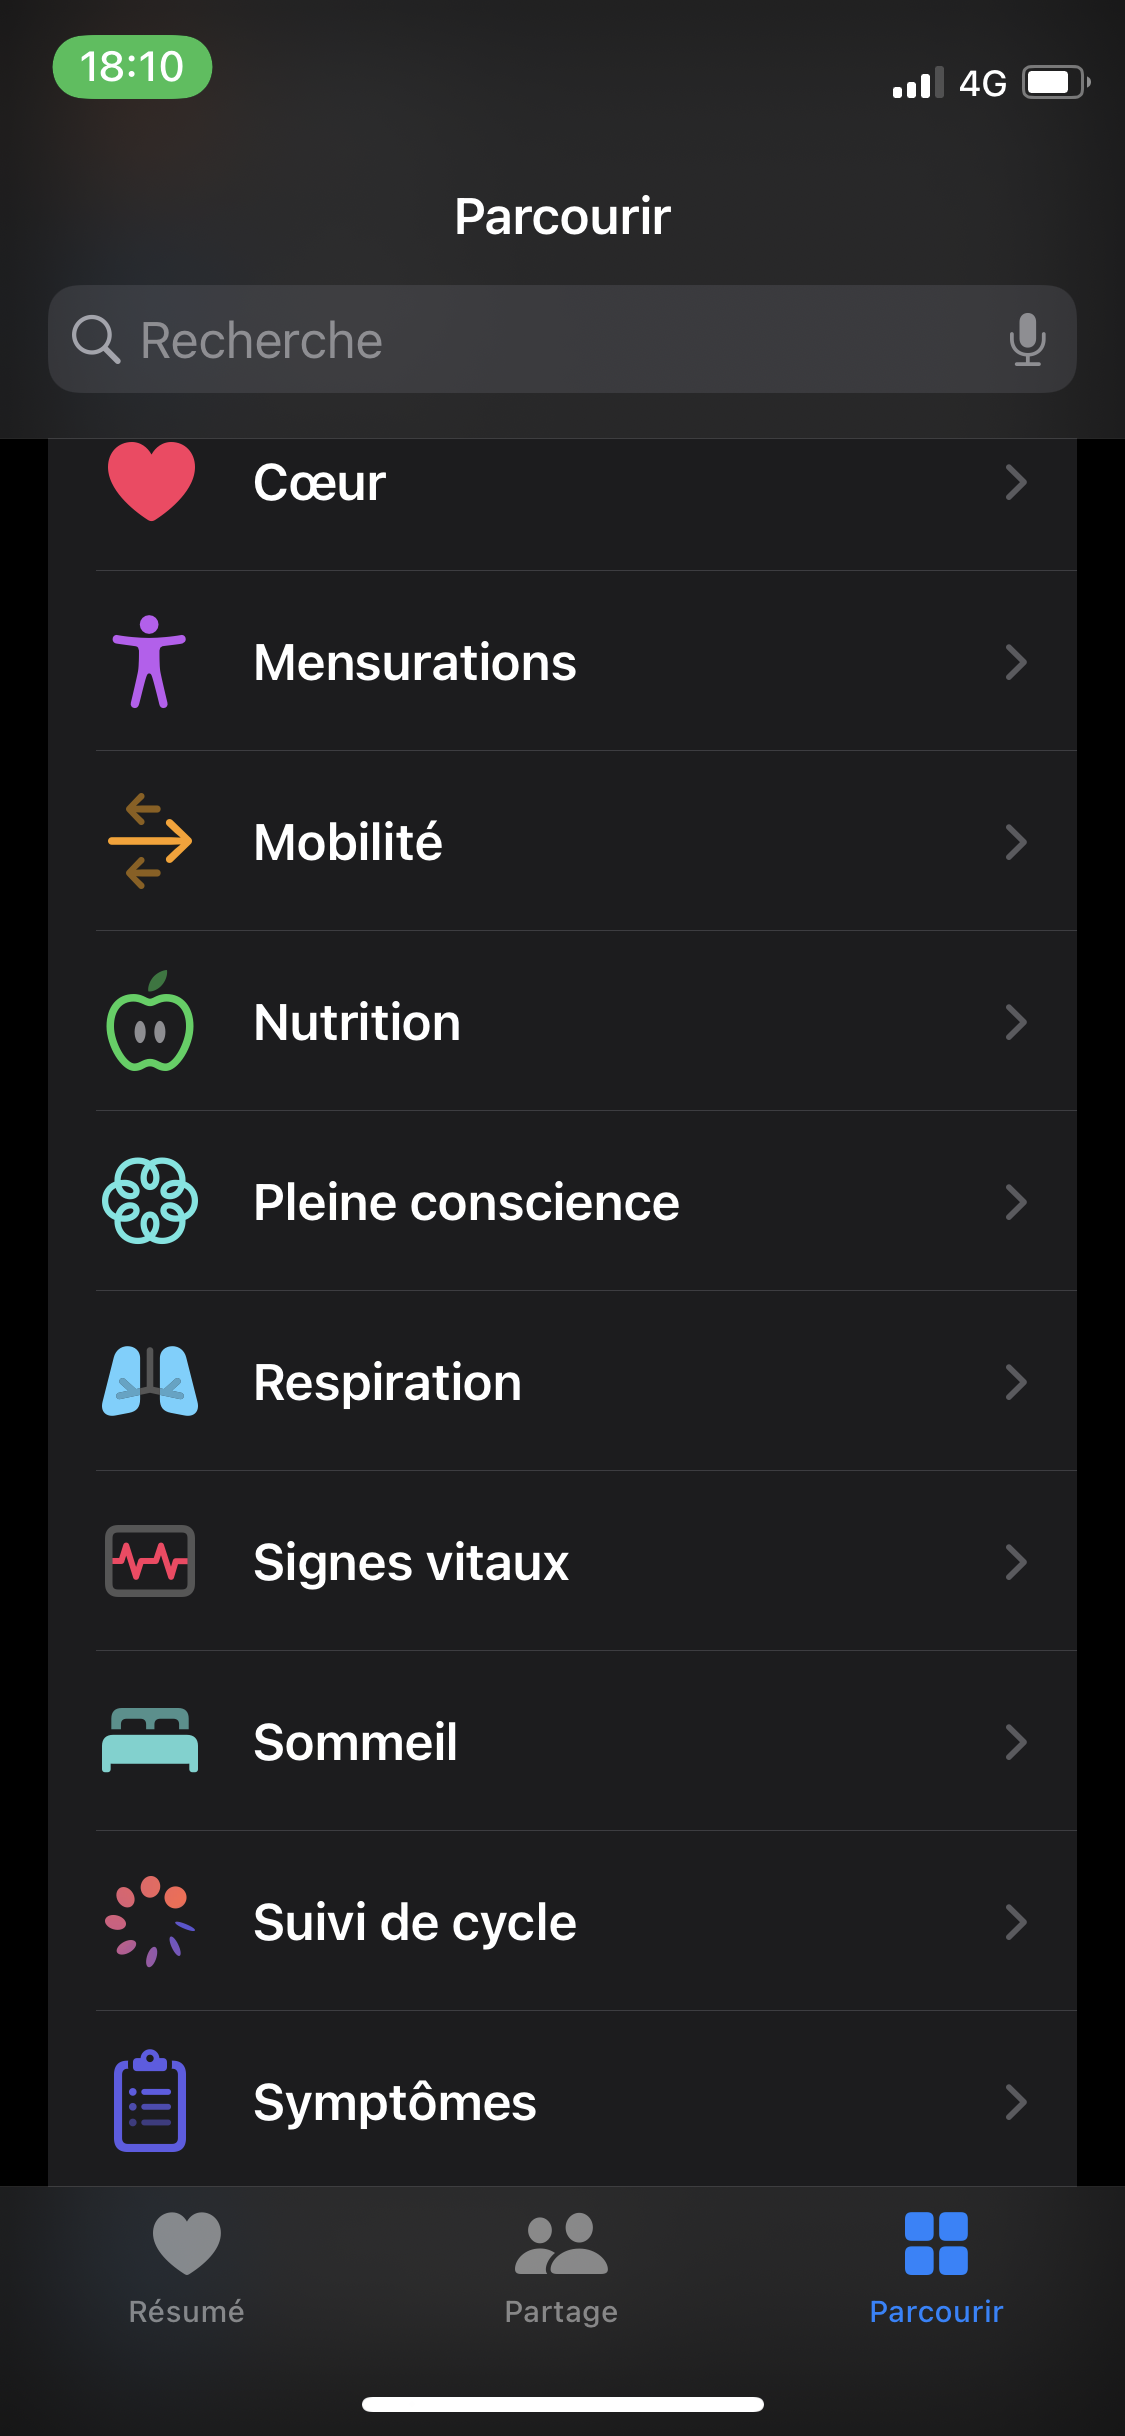 18:10
4G
Parcourir
Recherche
Cœur
Mensurations
Mobilité
Nutrition
Pleine conscience
Respiration
Signes vitaux
Sommeil
Suivi de cycle
Symptômes
Résumé
Partage
Parcourir